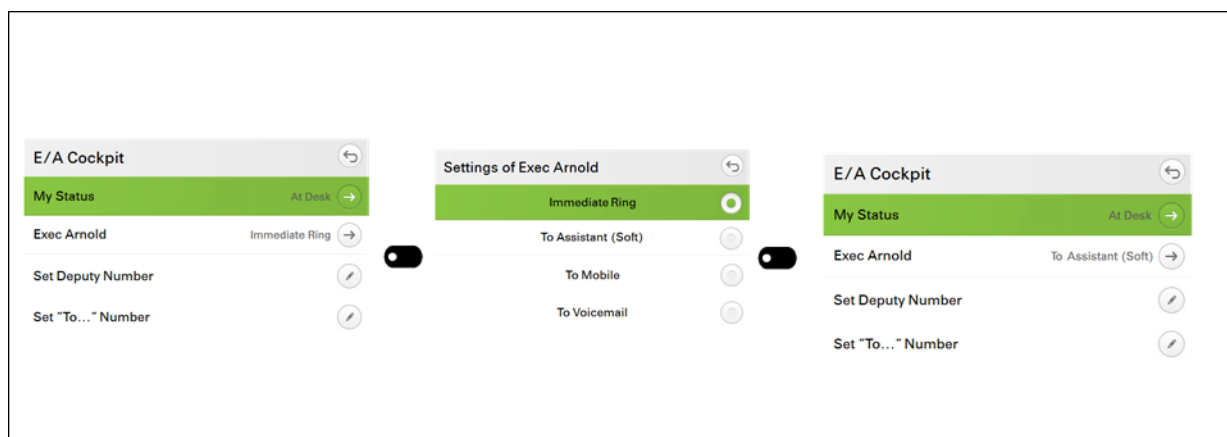 E/A Cockpit
My Status At Desk
Exec Arnold Immediate Ring
Set Deputy Number
Set "To..." Number
Settings of Exec Arnold
Immediate Ring
To Assistant (Soft)
To Mobile
To Voicemail
E/A Cockpit
My Status At Desk
Exec Arnold To Assistant (Soft)
Set Deputy Number
Set "To..." Number